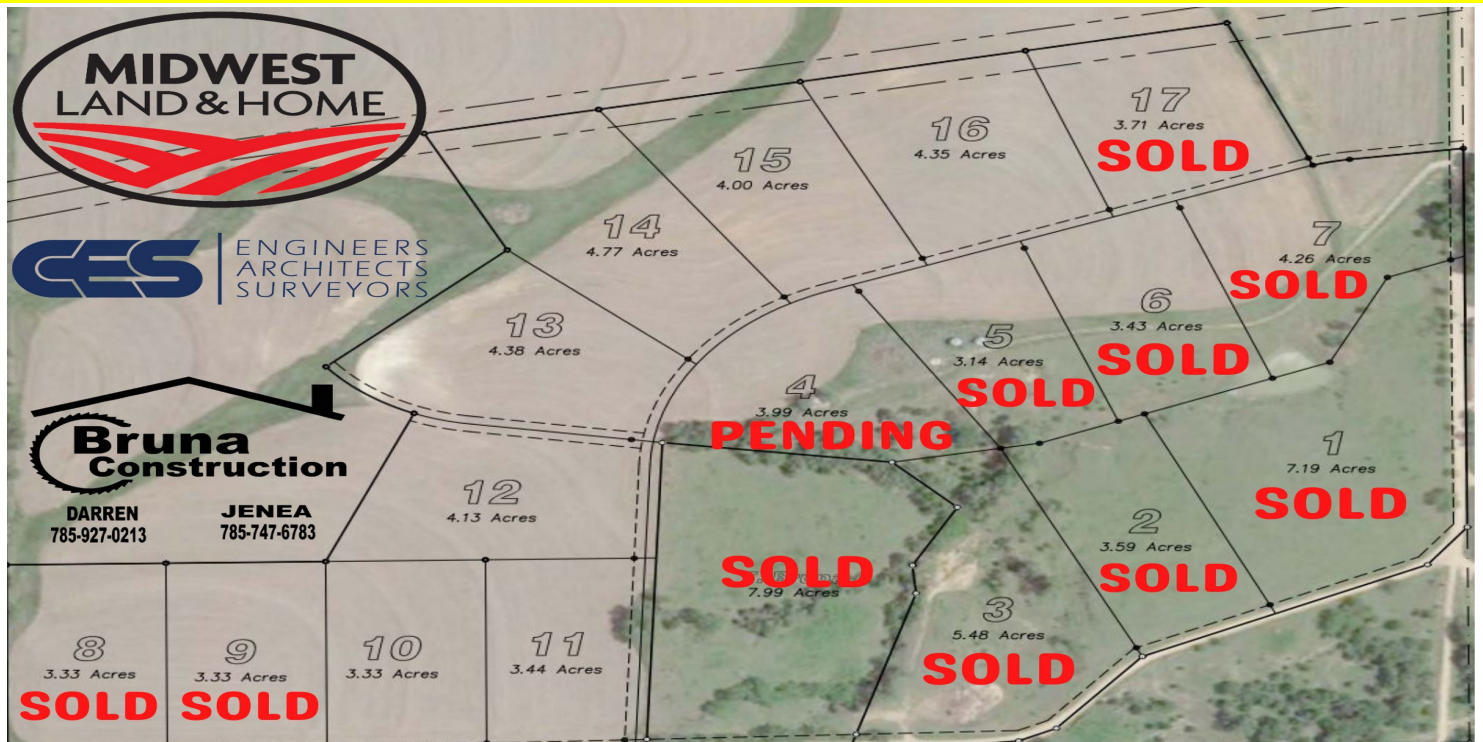 MIDWEST
LAND & HOME
CES
ENGINEERS
ARCHITECTS
SURVEYORS
Bruna
Construction
DARREN
785-927-0213
JENEA
785-747-6783
17
3.71 Acres
SOLD
16
4.35 Acres
15
4.00 Acres
14
4.77 Acres
13
4.38 Acres
7
4.26 Acres
SOLD
6
3.43 Acres
SOLD
5
3.14 Acres
SOLD
4
3.99 Acres
PENDING
1
7.19 Acres
SOLD
2
3.59 Acres
SOLD
3
5.48 Acres
SOLD
SOLD
7.99 Acres
12
4.13 Acres
8
3.33 Acres
SOLD
9
3.33 Acres
SOLD
10
3.33 Acres
11
3.44 Acres